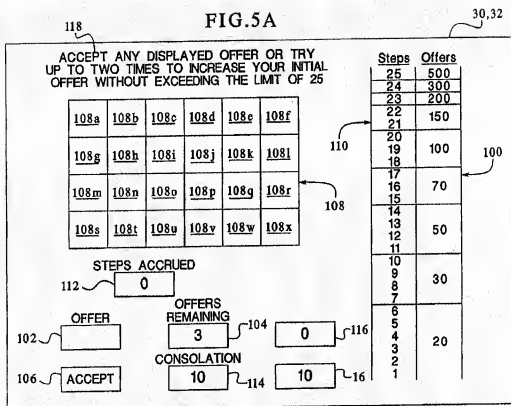 FIG.5A
30,32
118
ACCEPT ANY DISPLAYED OFFER OR TRY
UP TO TWO TIMES TO INCREASE YOUR INITIAL
OFFER WITHOUT EXCEEDING THE LIMIT OF 25
108a 108b 108c 108d 108e 108f
108g 108h 108i 108j 108k 108l
108m 108n 108o 108p 108q 108r
108s 108t 108u 108v 108w 108x
108
STEPS ACCRUED
112 0
OFFER
102
OFFERS
REMAINING
3 104
0 116
106 ACCEPT
CONSOLATION
10 114
10 16
Steps Offers
25 500
24 300
23 200
22
21
150
110
20
19
18
100
100
17
16
15
70
14
13
12
11
50
10
9
8
7
30
6
5
4
3
2
1
20